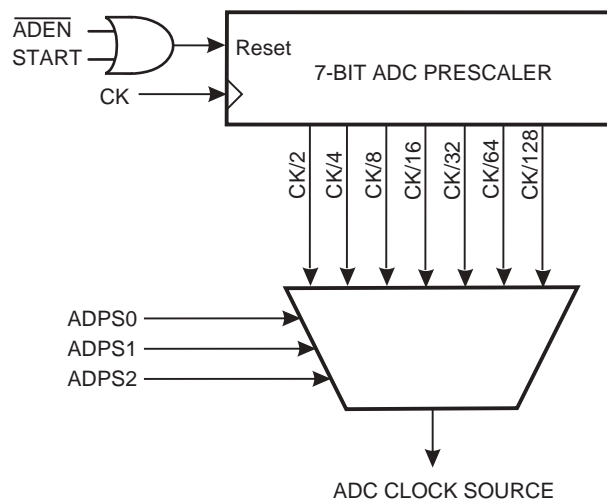 ADEN
START
Reset
7-BIT ADC PRESCALER
CK
CK/2
CK/4
CK/8
CK/16
CK/32
CK/64
CK/128
ADPS0
ADPS1
ADPS2
ADC CLOCK SOURCE